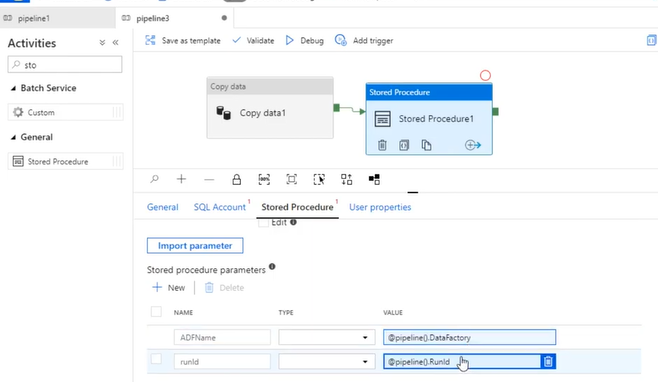 pipeline1
pipeline3
Activities
sto
Batch Service
Custom
General
Stored Procedure
Save as template
Validate
Debug
Add trigger
Copy data
Copy data1
Stored Procedure
Stored Procedure1
100%
General
SQL Account 1
Stored Procedure 1
User properties
Edit
Import parameter
Stored procedure parameters
New
Delete
NAME TYPE VALUE
ADFName @pipeline().DataFactory
runId @pipeline().RunId